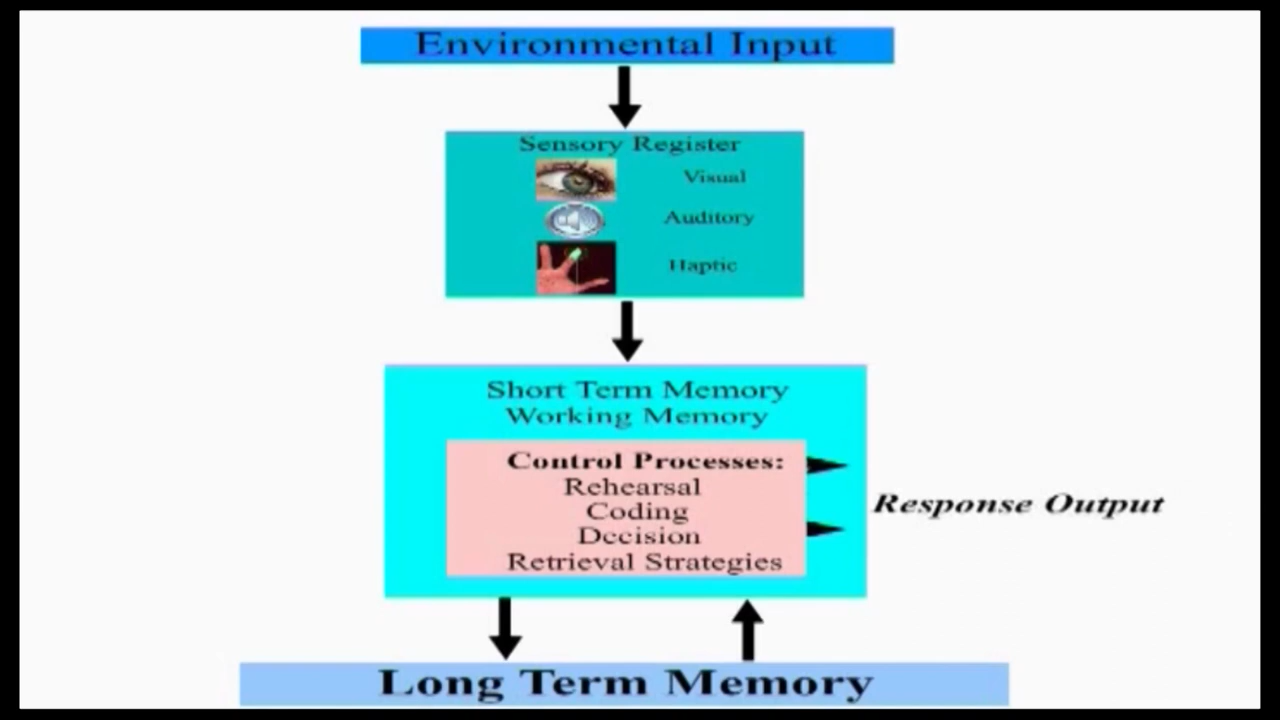 Environmental Input
Sensory Register
Visual
Auditory
Haptic
Short Term Memory
Working Memory
Control Processes:
Rehearsal
Coding
Decision
Retrieval Strategies
Response Output
Long Term Memory